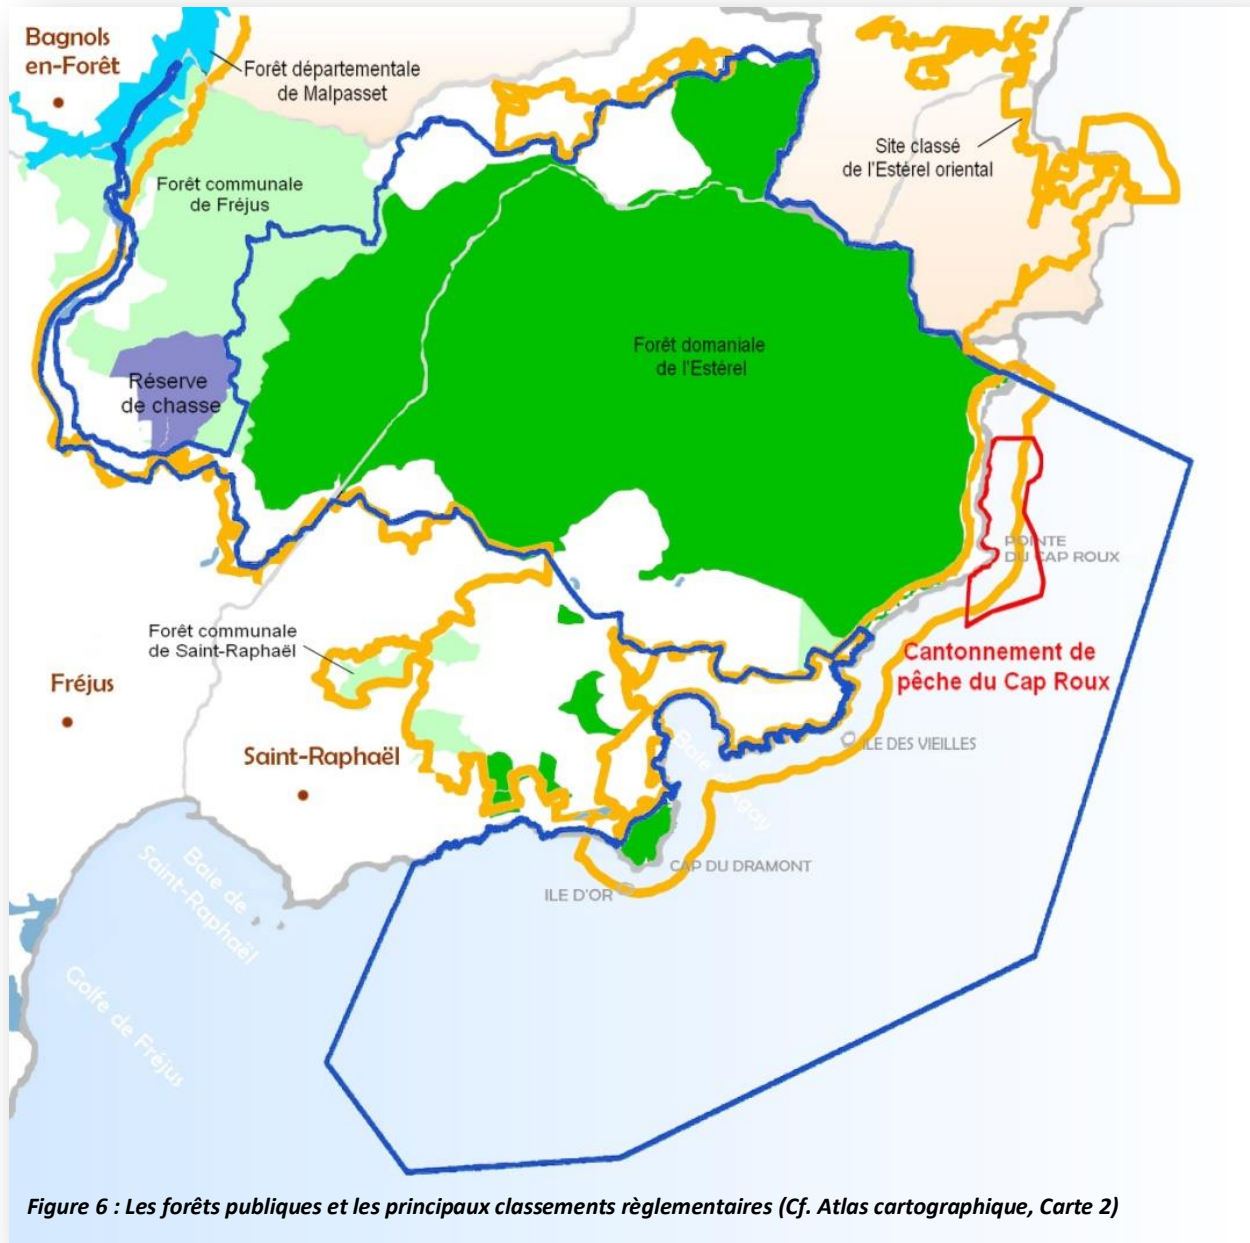 Bagnols
en-Forêt
Forêt départementale
de Malpasset
Site classé
de l'Estérel oriental
Forêt communale
de Fréjus
Forêt domaniale
de l'Estérel
Réserve
de chasse
POINTE
DU CAP ROUX
Forêt communale
de Saint-Raphaël
Cantonnement de
pêche du Cap Roux
Fréjus
Saint-Raphaël
ILE DES VIEILLES
Baie d'Agay
CAP DU DRAMONT
ILE D'OR
Baie de
Saint-Raphaël
Golfe de Fréjus
Figure 6 : Les forêts publiques et les principaux classements règlementaires (Cf. Atlas cartographique, Carte 2)